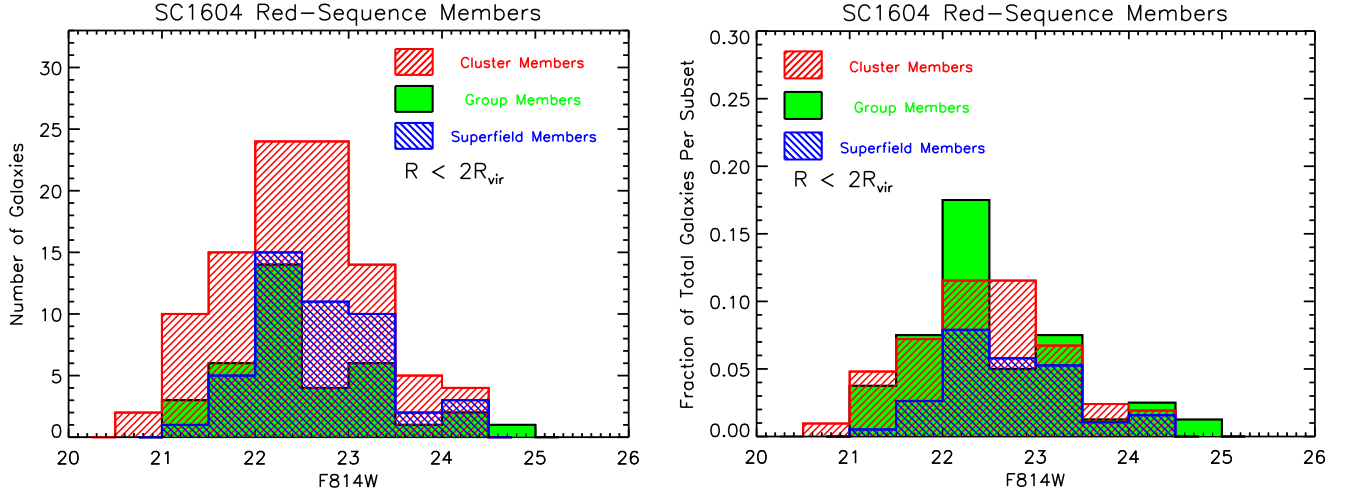 SC1604 Red-Sequence Members
Number of Galaxies
30
25
20
15
10
5
0
Cluster Members
Group Members
Superfield Members
R < 2Rvir
20 21 22 23 24 25 26
F814W
SC1604 Red-Sequence Members
Fraction of Total Galaxies Per Subset
0.30
0.25
0.20
0.15
0.10
0.05
0.00
Cluster Members
Group Members
Superfield Members
R < 2Rvir
20 21 22 23 24 25 26
F814W